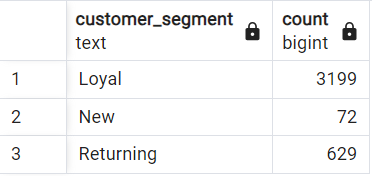 customer_segment count
text bigint
1 Loyal 3199
2 New 72
3 Returning 629